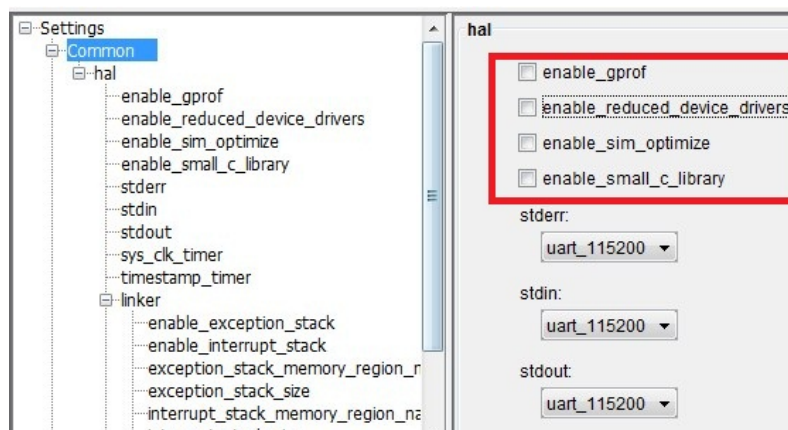 Settings
Common
hal
enable_gprof
enable_reduced_device_drivers
enable_sim_optimize
enable_small_c_library
stderr
stdin
stdout
sys_clk_timer
timestamp_timer
linker
enable_exception_stack
enable_interrupt_stack
exception_stack_memory_region_n
exception_stack_size
interrupt_stack_memory_region_na
hal
enable_gprof
enable_reduced_device_drivers
enable_sim_optimize
enable_small_c_library
stderr:
uart_115200
stdin:
uart_115200
stdout:
uart_115200